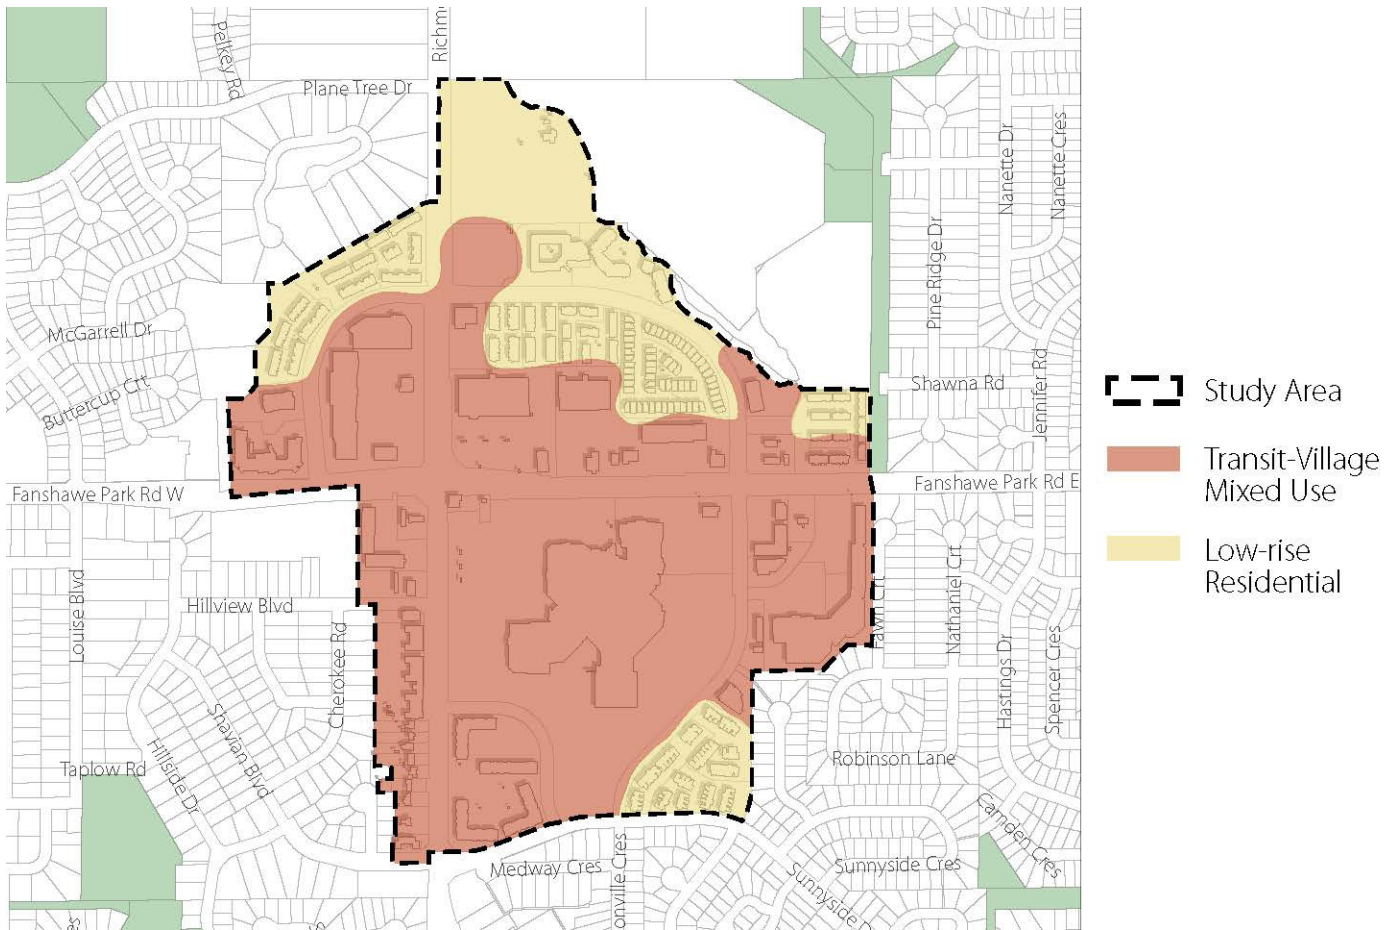 Pelkey Rd
Richm
Plane Tree Dr
Nanette Dr
Nanette Cres
Pine Ridge Dr
McGarrell Dr
Buttercup Crt
Shawna Rd
Jennifer Rd
Study Area
Transit-Village
Mixed Use
Low-rise
Residential
Fanshawe Park Rd W
Fanshawe Park Rd E
Louise Blvd
Hillview Blvd
Cherokee Rd
Fawn Crt
Nathaniel Crt
Hastings Dr
Spencer Cres
Shavian Blvd
Hillside Dr
Taplow Rd
Robinson Lane
Camden Cres
Medway Cres
onville Cres
Sunnyside Cres
Sunnyside D